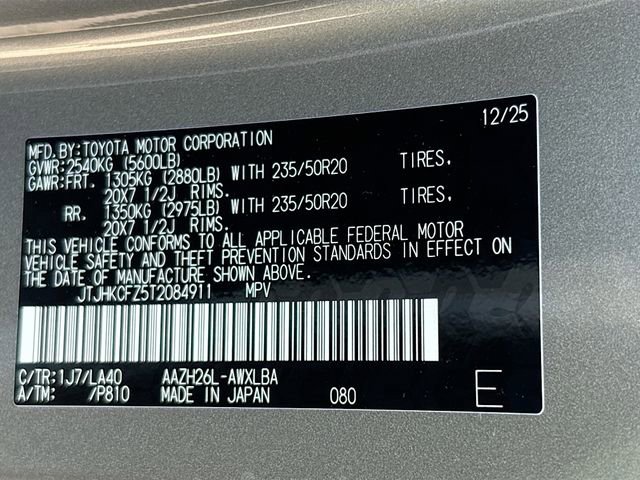 12/25
MFD.BY:TOYOTA MOTOR CORPORATION
GVWR:2540KG (5600LB)
GAWR:FRT. 1305KG (2880LB) WITH 235/50R20 TIRES,
20X7 1/2J RIMS.
RR. 1350KG (2975LB) WITH 235/50R20 TIRES,
20X7 1/2J RIMS.
THIS VEHICLE CONFORMS TO ALL APPLICABLE FEDERAL MOTOR
VEHICLE SAFETY AND THEFT PREVENTION STANDARDS IN EFFECT ON
THE DATE OF MANUFACTURE SHOWN ABOVE.
JTJHKCFZ5T2084911 MPV
C/TR:1J7/LA40 AAZH26L-AWXLBA
A/TM: /P810 MADE IN JAPAN 080 E